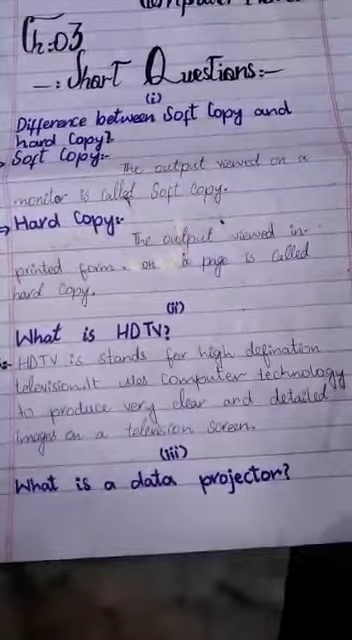 Ch:03
-: Short Questions:-
(i)
Difference between Soft Copy and
hard Copy?
Soft Copy:-
The output viewed on a
monitor is called Soft Copy.
→ Hard Copy:-
The output viewed in
printed form on a page is called
hard Copy.
(ii)
What is HDTV?
HDTV is stands for high defination
television.It uses computer technology
to produce very clear and detailed
images on a television screen.
(iii)
What is a data projector?